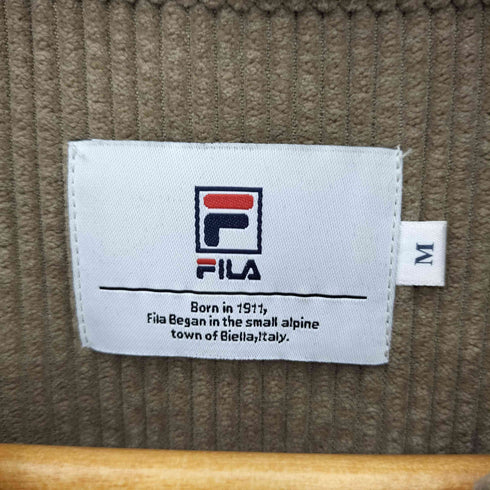 FILA
Born in 1911,
Fila Began in the small alpine
town of Biella,Italy.
M